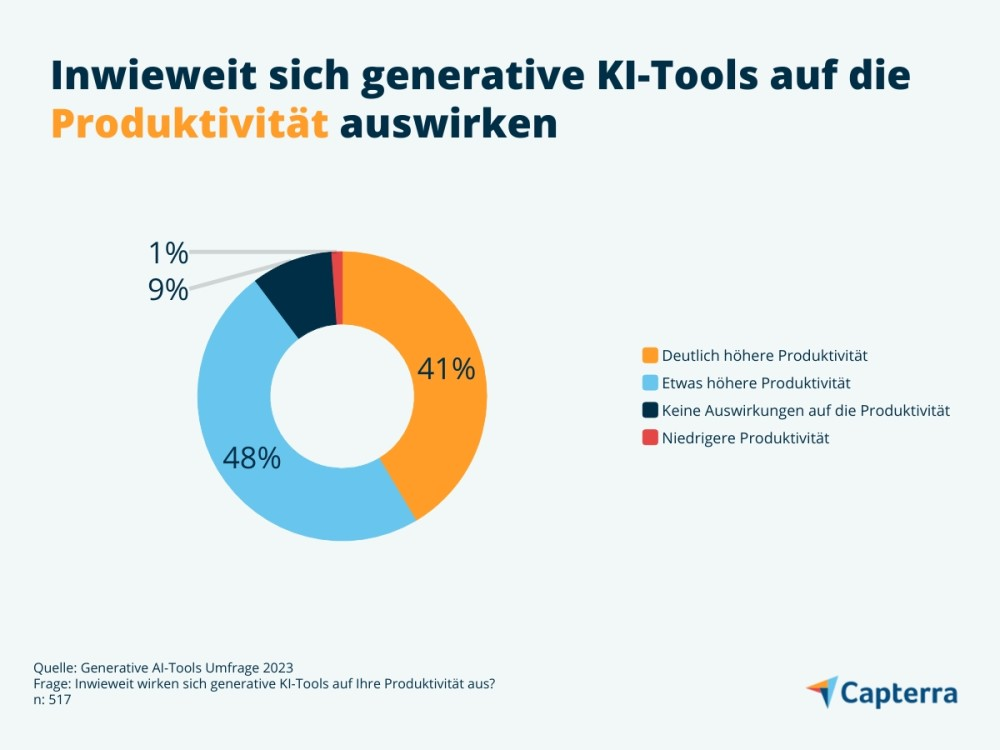 Inwieweit sich generative KI-Tools auf die
Produktivität auswirken
1%
9%
41%
48%
Deutlich höhere Produktivität
Etwas höhere Produktivität
Keine Auswirkungen auf die Produktivität
Niedrigere Produktivität
Quelle: Generative AI-Tools Umfrage 2023
Frage: Inwieweit wirken sich generative KI-Tools auf Ihre Produktivität aus?
n: 517
Capterra